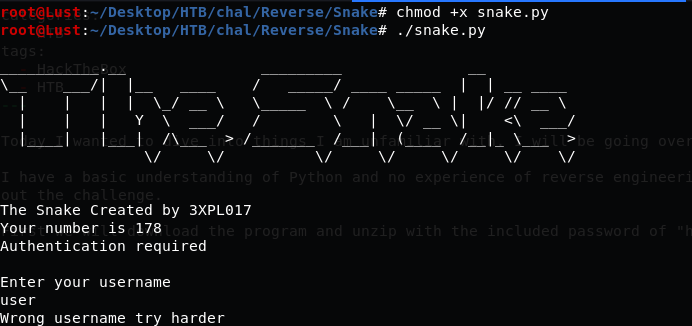 root@Lust:~/Desktop/HTB/chal/Reverse/Snake# chmod +x snake.py
root@Lust:~/Desktop/HTB/chal/Reverse/Snake# ./snake.py
tags:
HackTheBox
HTB
The Snake
Today I wanted to dive into things I am unfamiliar with. I will be going over
I have a basic understanding of Python and no experience of reverse engineeri
out the challenge.
The Snake Created by 3XPL017
Your number is 178
load the program and unzip with the included password of "h
Authentication required
Enter your username
user
Wrong username try harder